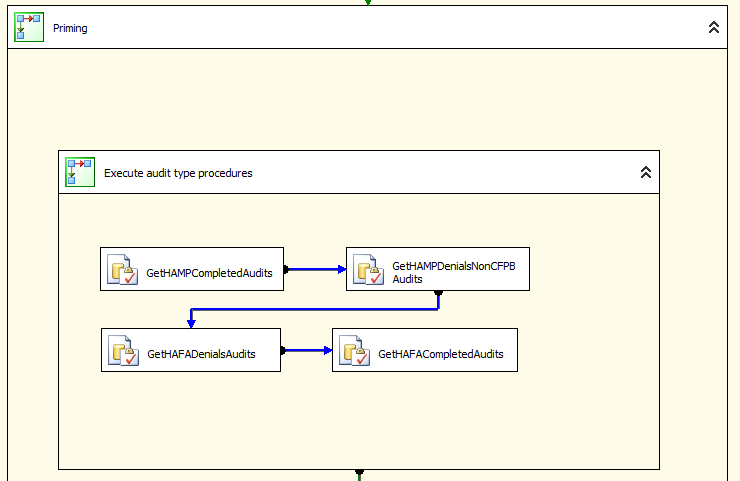 Priming
Execute audit type procedures
GetHAMPCompletedAudits
GetHAMPDenialsNonCFPB
Audits
GetHAFADenialsAudits
GetHAFACompletedAudits